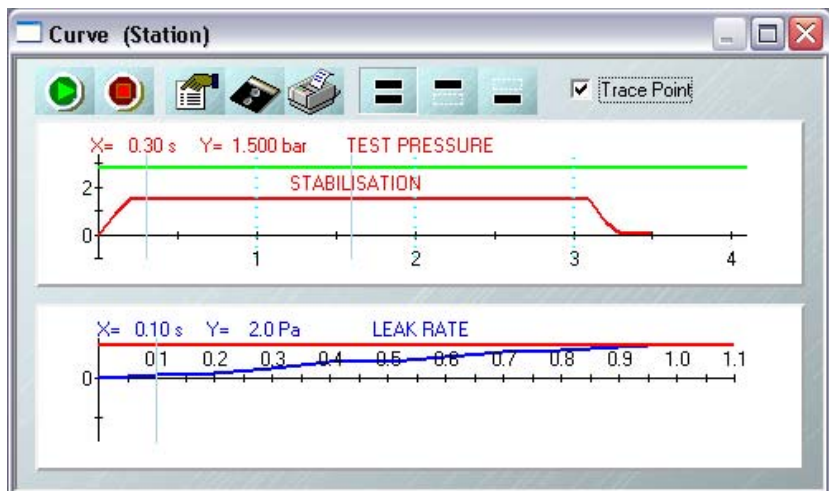 Curve (Station)
Trace Point
X= 0.30 s Y= 1.500 bar TEST PRESSURE
STABILISATION
2
0
1 2 3 4
X= 0.10 s Y= 2.0 Pa LEAK RATE
0.1 0.2 0.3 0.4 0.5 0.6 0.7 0.8 0.9 1.0 1.1
0